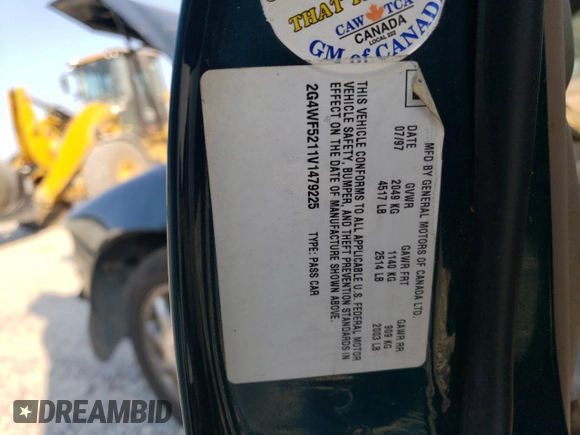 THAT
CAW TCA
CANADA
LOCAL 222
GM of CANADA
MFD BY GENERAL MOTORS OF CANADA LTD.
DATE GVWR GAWR FRT GAWR RR
07/97 2049 KG 1140 KG 909 KG
4517 LB 2514 LB 2003 LB
THIS VEHICLE CONFORMS TO ALL APPLICABLE U.S. FEDERAL MOTOR
VEHICLE SAFETY, BUMPER, AND THEFT PREVENTION STANDARDS IN
EFFECT ON THE DATE OF MANUFACTURE SHOWN ABOVE.
2G4WF5211V1479225 TYPE: PASS CAR
DREAMBID